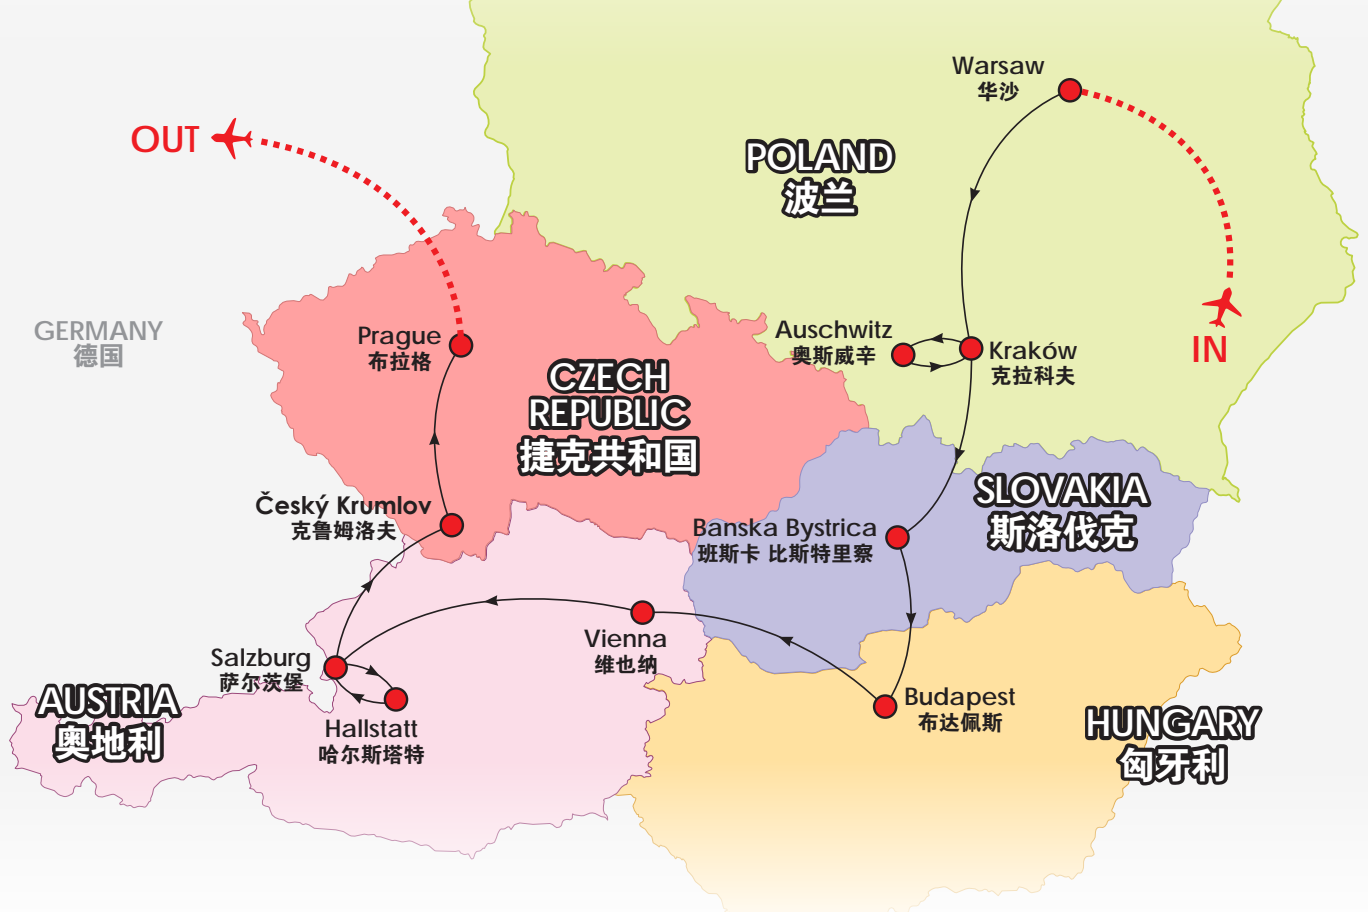 Warsaw
华沙
OUT
POLAND
波兰
GERMANY
德国
Prague
布拉格
Auschwitz
奥斯威辛
Kraków
克拉科夫
IN
CZECH
REPUBLIC
捷克共和国
Český Krumlov
克鲁姆洛夫
SLOVAKIA
斯洛伐克
Banska Bystrica
班斯卡 比斯特里察
Vienna
维也纳
Salzburg
萨尔茨堡
AUSTRIA
奥地利
Hallstatt
哈尔斯塔特
Budapest
布达佩斯
HUNGARY
匈牙利